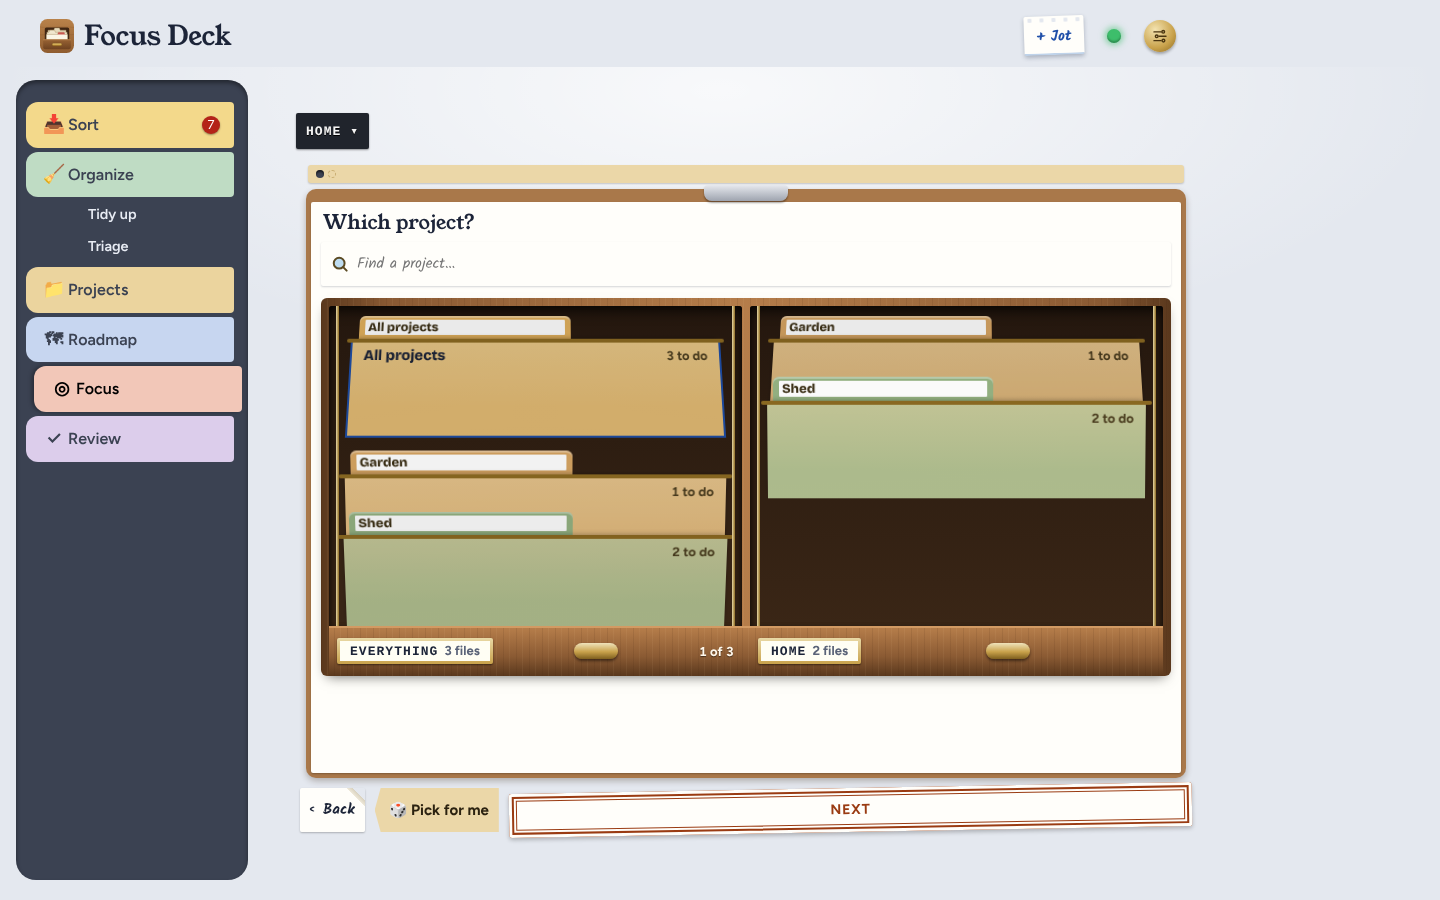 Focus Deck
+ Jot
Sort
7
Organize
Tidy up
Triage
Projects
Roadmap
Focus
Review
HOME ▾
Which project?
Find a project...
All projects
All projects
3 to do
Garden
1 to do
Shed
2 to do
EVERYTHING 3 files
1 of 3
Garden
1 to do
Shed
2 to do
HOME 2 files
‹ Back
Pick for me
NEXT